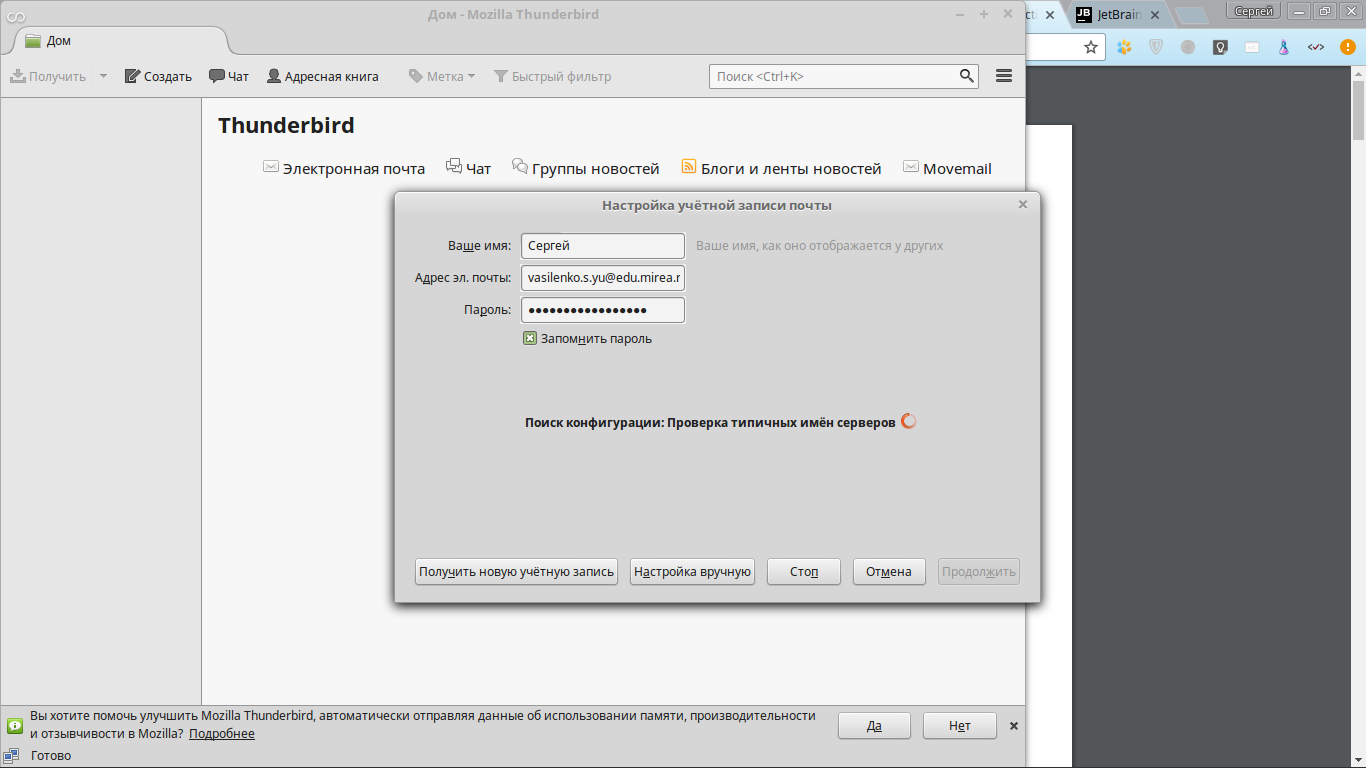 Дом - Mozilla Thunderbird
JetBrain
Сергей
Дом
Получить
Создать
Чат
Адресная книга
Метка
Быстрый фильтр
Поиск <Ctrl+K>
Thunderbird
Электронная почта
Чат
Группы новостей
Блоги и ленты новостей
Movemail
Настройка учётной записи почты
Ваше имя: Сергей Ваше имя, как оно отображается у других
Адрес эл. почты: vasilenko.s.yu@edu.mirea.r
Пароль: •••••••••••••••••
Запомнить пароль
Поиск конфигурации: Проверка типичных имён серверов
Получить новую учётную запись
Настройка вручную
Стоп
Отмена
Продолжить
Вы хотите помочь улучшить Mozilla Thunderbird, автоматически отправляя данные об использовании памяти, производительности
и отзывчивости в Mozilla? Подробнее
Да
Нет
Готово